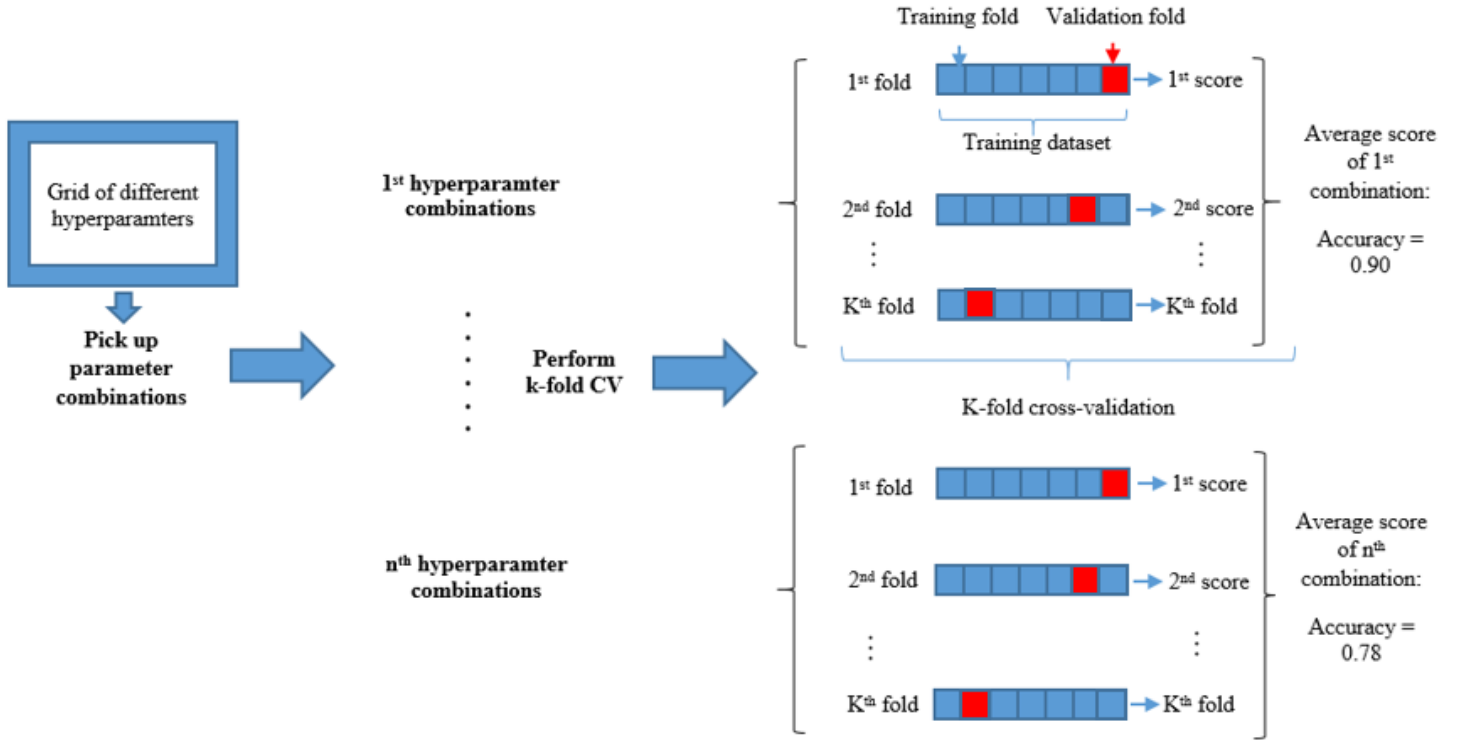 Grid of different
hyperparamters
Pick up
parameter
combinations
1st hyperparamter
combinations
Perform
k-fold CV
nth hyperparamter
combinations
Training fold
Validation fold
1st fold
1st score
Training dataset
2nd fold
2nd score
Kth fold
Kth fold
Average score
of 1st
combination:
Accuracy =
0.90
K-fold cross-validation
1st fold
1st score
2nd fold
2nd score
Kth fold
Kth fold
Average score
of nth
combination:
Accuracy =
0.78